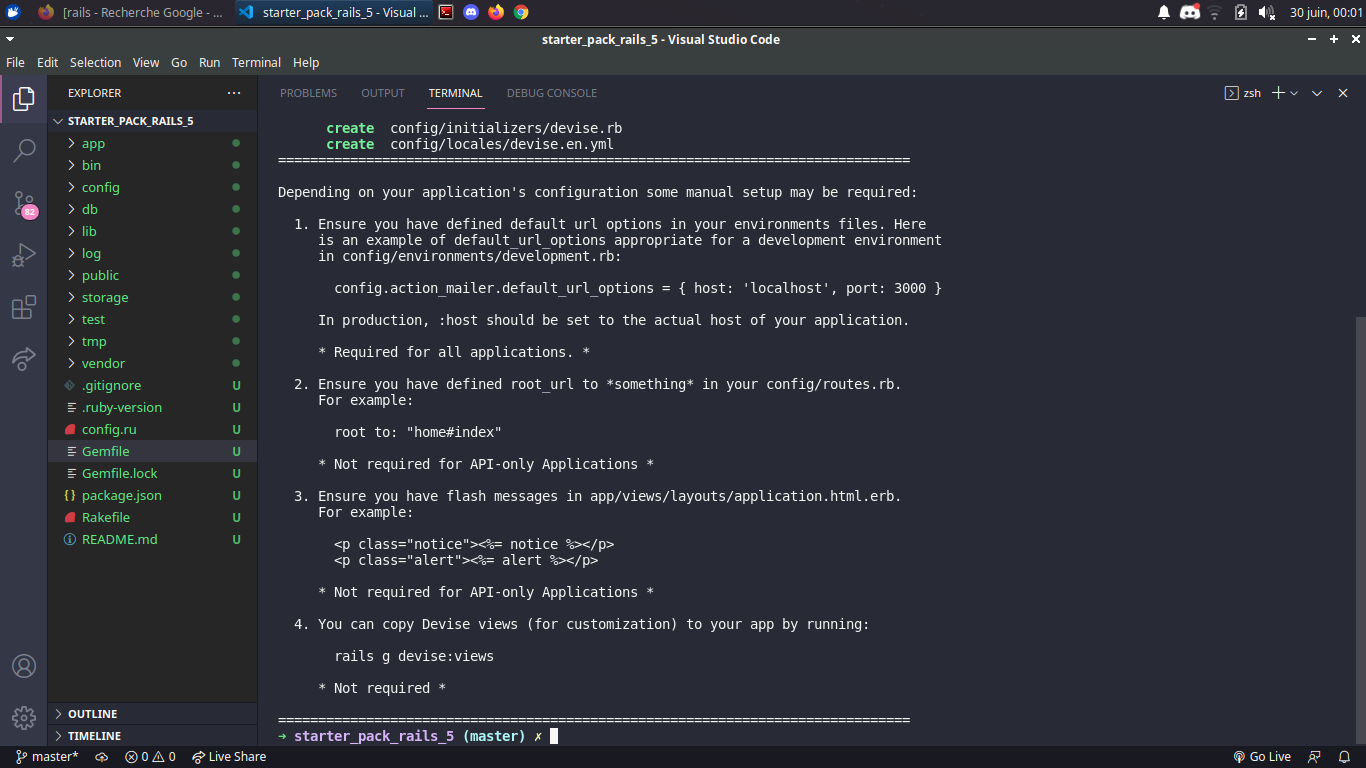 [rails - Recherche Google - ...
starter_pack_rails_5 - Visual ...
30 juin, 00:01
starter_pack_rails_5 - Visual Studio Code
File Edit Selection View Go Run Terminal Help
EXPLORER
PROBLEMS OUTPUT TERMINAL DEBUG CONSOLE
zsh
STARTER_PACK_RAILS_5
app
bin
config
db
lib
log
public
storage
test
tmp
vendor
.gitignore U
.ruby-version U
config.ru U
Gemfile U
Gemfile.lock U
package.json U
Rakefile U
README.md U
OUTLINE
TIMELINE
82
create config/initializers/devise.rb
create config/locales/devise.en.yml
===============================================================================
Depending on your application's configuration some manual setup may be required:
1. Ensure you have defined default url options in your environments files. Here
is an example of default_url_options appropriate for a development environment
in config/environments/development.rb:
config.action_mailer.default_url_options = { host: 'localhost', port: 3000 }
In production, :host should be set to the actual host of your application.
* Required for all applications. *
2. Ensure you have defined root_url to *something* in your config/routes.rb.
For example:
root to: "home#index"
* Not required for API-only Applications *
3. Ensure you have flash messages in app/views/layouts/application.html.erb.
For example:
<p class="notice"><%= notice %></p>
<p class="alert"><%= alert %></p>
* Not required for API-only Applications *
4. You can copy Devise views (for customization) to your app by running:
rails g devise:views
* Not required *
===============================================================================
➜ starter_pack_rails_5 (master) ✗
master* 0 0 Live Share Go Live